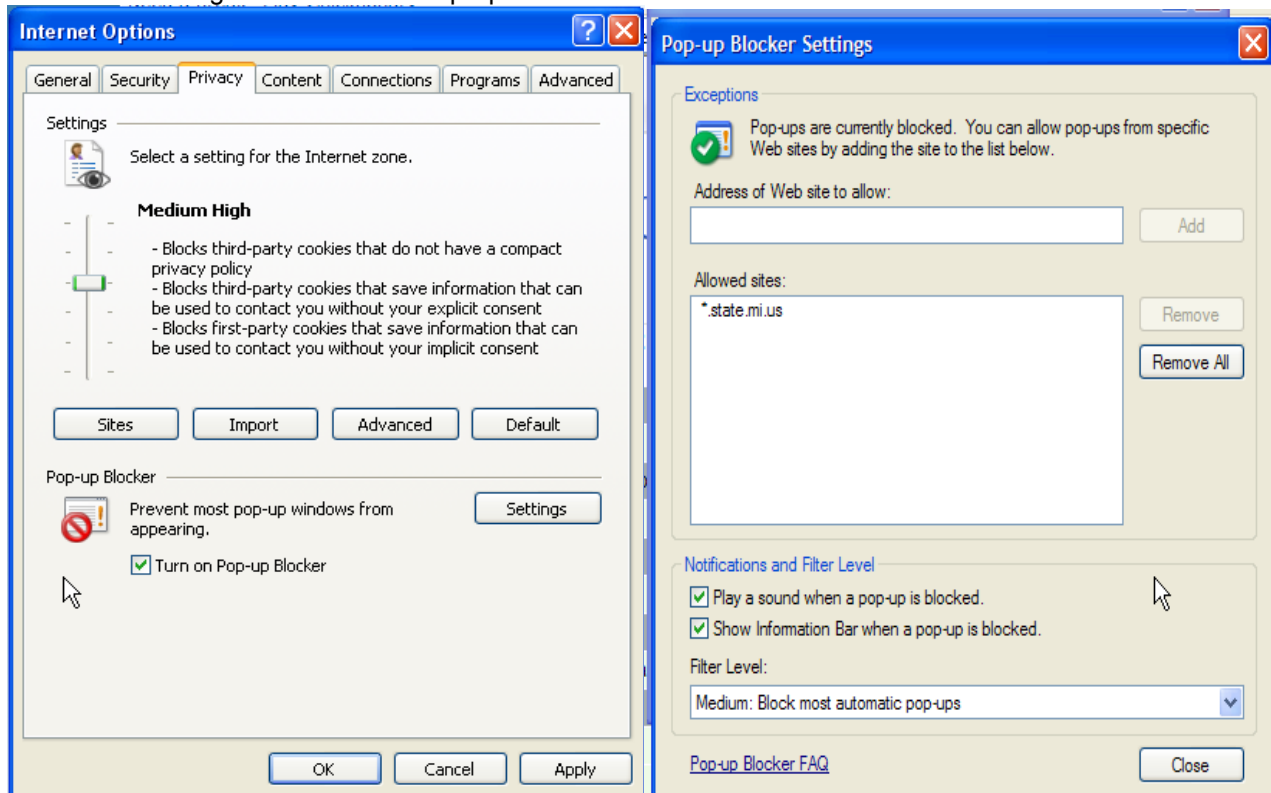 Internet Options
General Security Privacy Content Connections Programs Advanced
Settings
Select a setting for the Internet zone.
Medium High
- Blocks third-party cookies that do not have a compact
privacy policy
- Blocks third-party cookies that save information that can
be used to contact you without your explicit consent
- Blocks first-party cookies that save information that can
be used to contact you without your implicit consent
Sites Import Advanced Default
Pop-up Blocker
Prevent most pop-up windows from
appearing.
Settings
Turn on Pop-up Blocker
OK Cancel Apply
Pop-up Blocker Settings
Exceptions
Pop-ups are currently blocked. You can allow pop-ups from specific
Web sites by adding the site to the list below.
Address of Web site to allow:
Add
Allowed sites:
*.state.mi.us
Remove
Remove All
Notifications and Filter Level
Play a sound when a pop-up is blocked.
Show Information Bar when a pop-up is blocked.
Filter Level:
Medium: Block most automatic pop-ups
Pop-up Blocker FAQ
Close